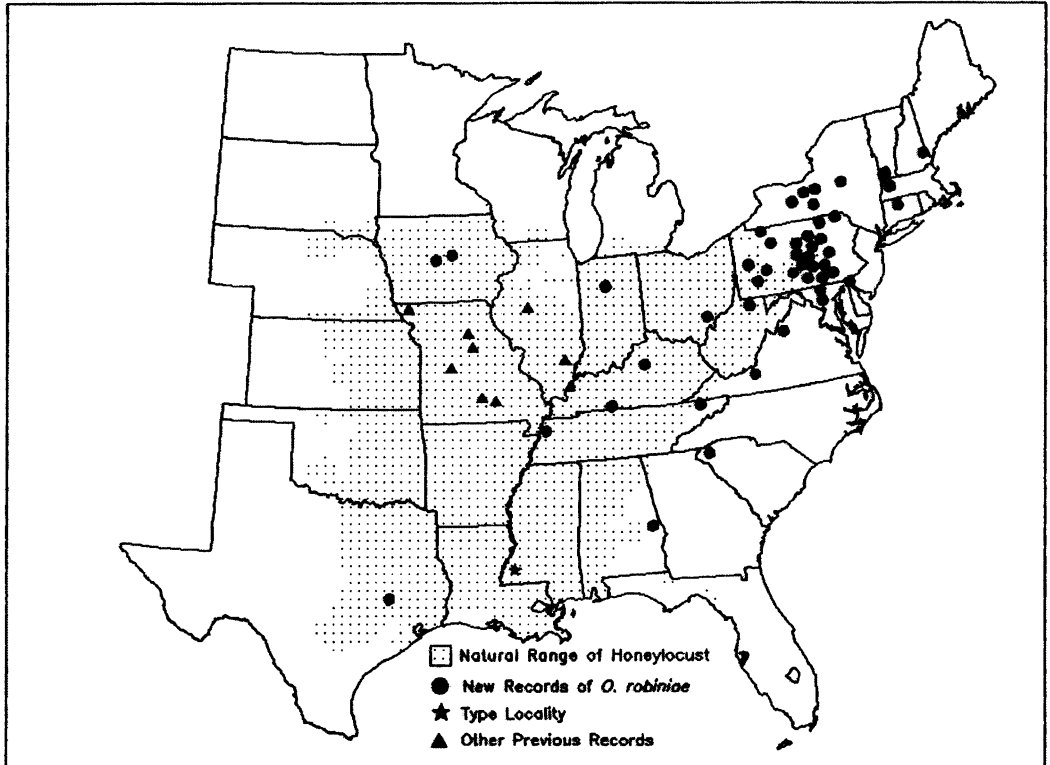 Natural Range of Honeylocust
New Records of O. robiniae
Type Locality
Other Previous Records